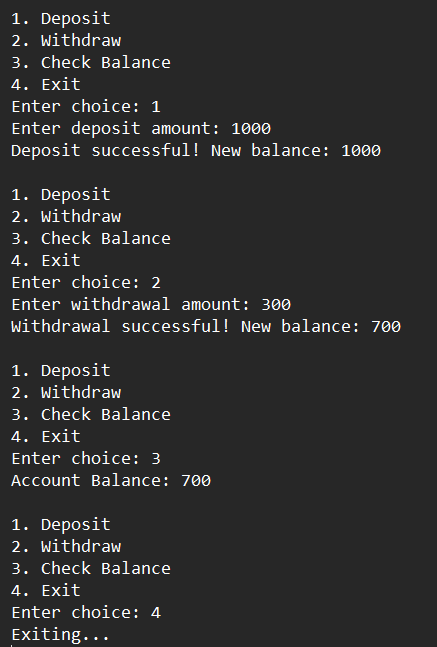 1. Deposit
2. Withdraw
3. Check Balance
4. Exit
Enter choice: 1
Enter deposit amount: 1000
Deposit successful! New balance: 1000
1. Deposit
2. Withdraw
3. Check Balance
4. Exit
Enter choice: 2
Enter withdrawal amount: 300
Withdrawal successful! New balance: 700
1. Deposit
2. Withdraw
3. Check Balance
4. Exit
Enter choice: 3
Account Balance: 700
1. Deposit
2. Withdraw
3. Check Balance
4. Exit
Enter choice: 4
Exiting...